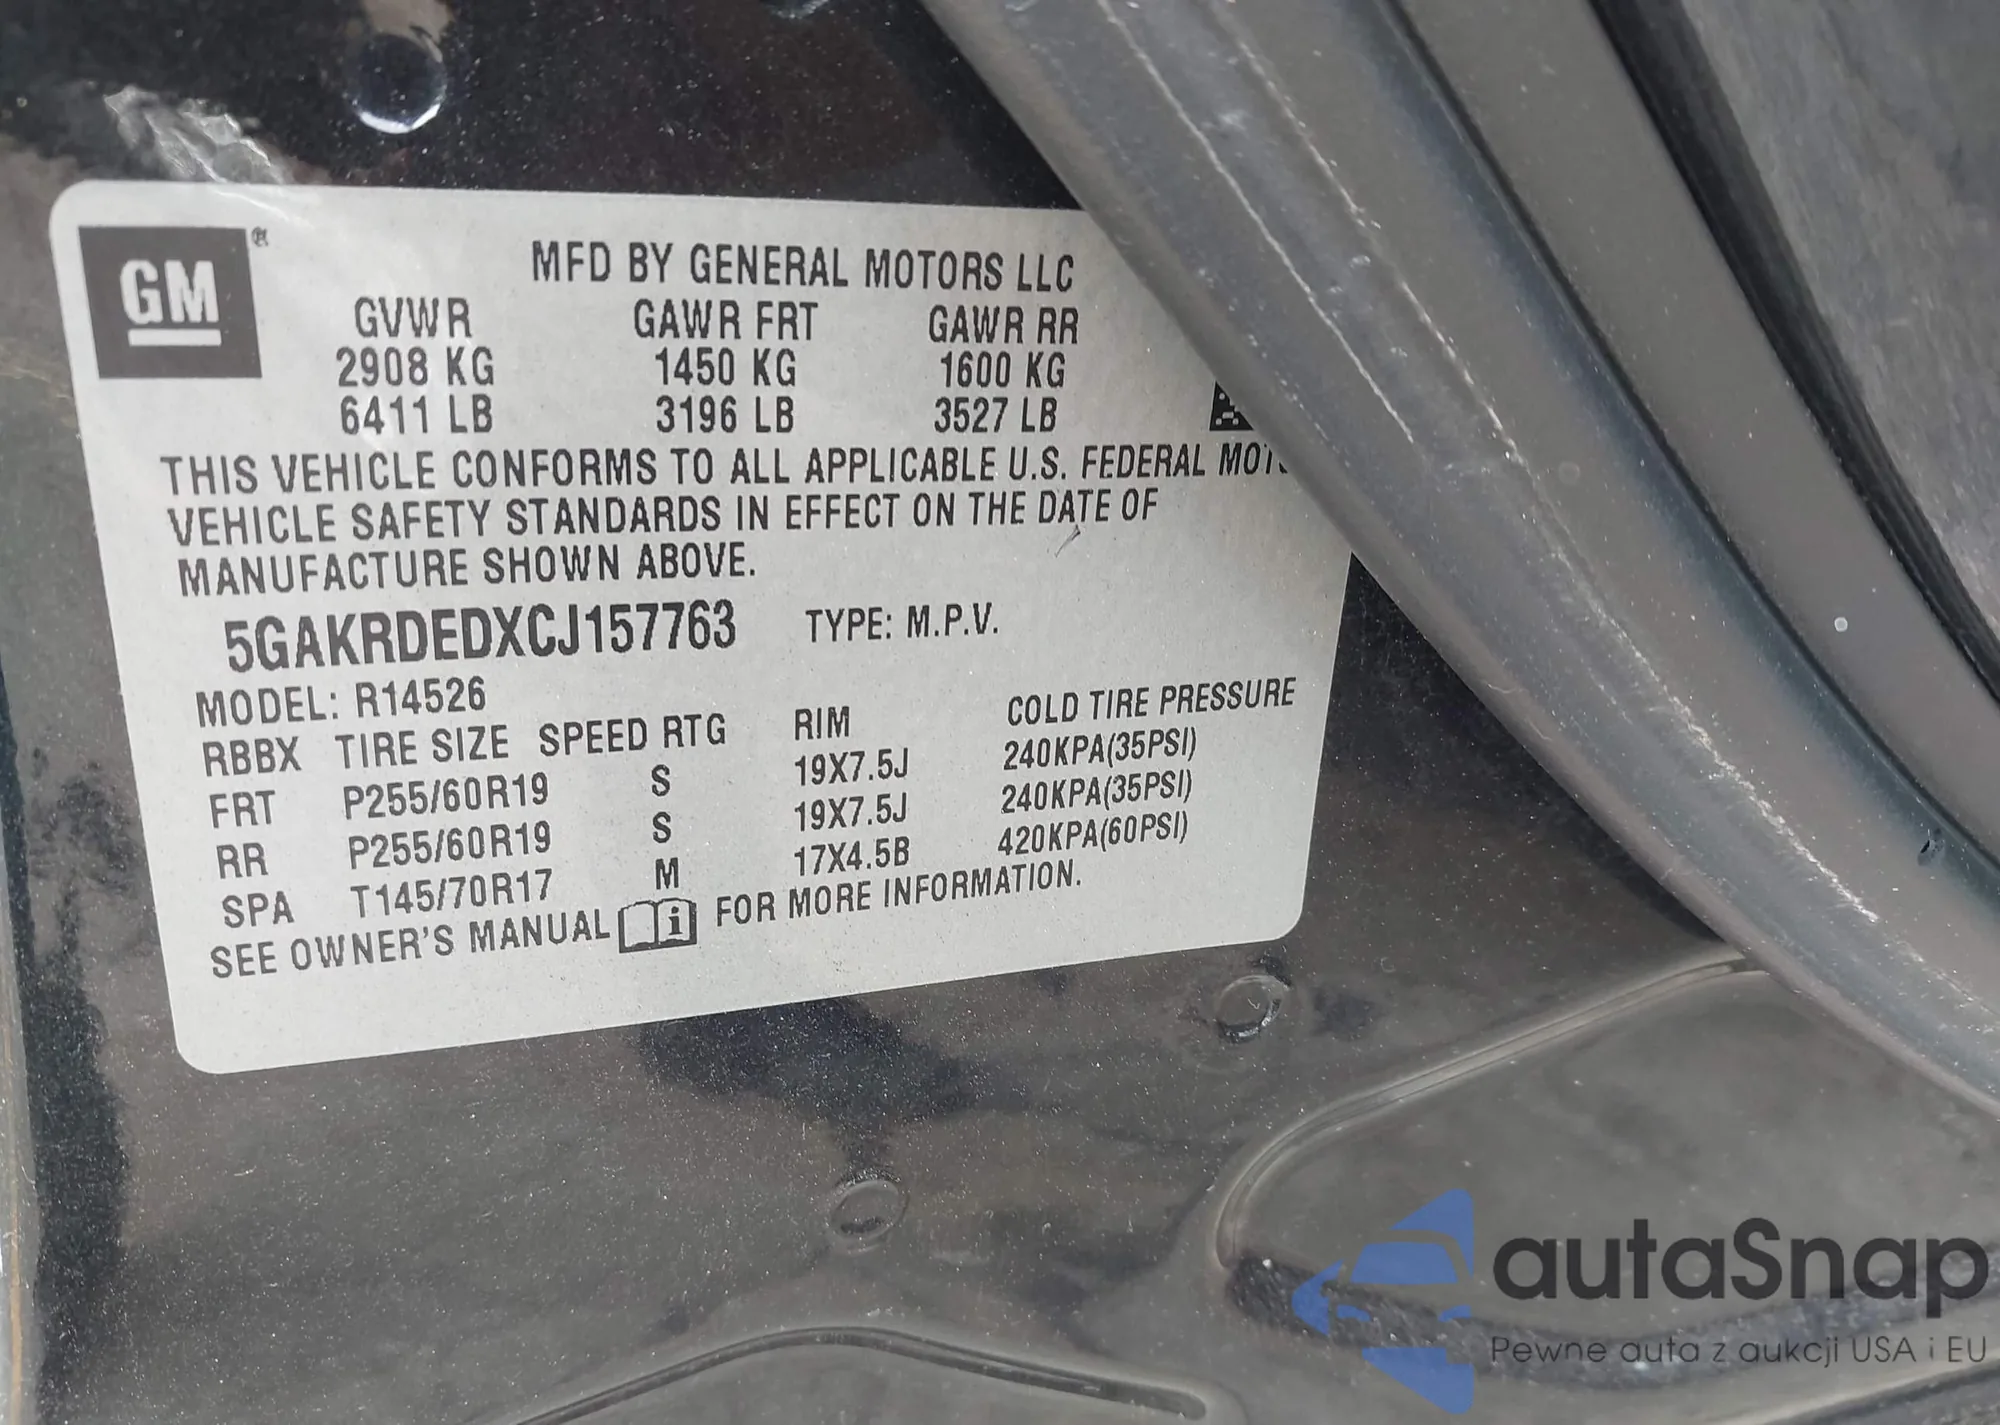 GM®
MFD BY GENERAL MOTORS LLC
GVWR GAWR FRT GAWR RR
2908 KG 1450 KG 1600 KG
6411 LB 3196 LB 3527 LB
THIS VEHICLE CONFORMS TO ALL APPLICABLE U.S. FEDERAL
VEHICLE SAFETY STANDARDS IN EFFECT ON THE DATE OF
MANUFACTURE SHOWN ABOVE.
5GAKRDEDXCJ157763 TYPE: M.P.V.
MODEL: R14526
RBBX TIRE SIZE SPEED RTG RIM COLD TIRE PRESSURE
FRT P255/60R19 S 19X7.5J 240KPA(35PSI)
RR P255/60R19 S 19X7.5J 240KPA(35PSI)
SPA T145/70R17 M 17X4.5B 420KPA(60PSI)
SEE OWNER'S MANUAL i FOR MORE INFORMATION.
autaSnap
Pewne auta z aukcji USA i EU